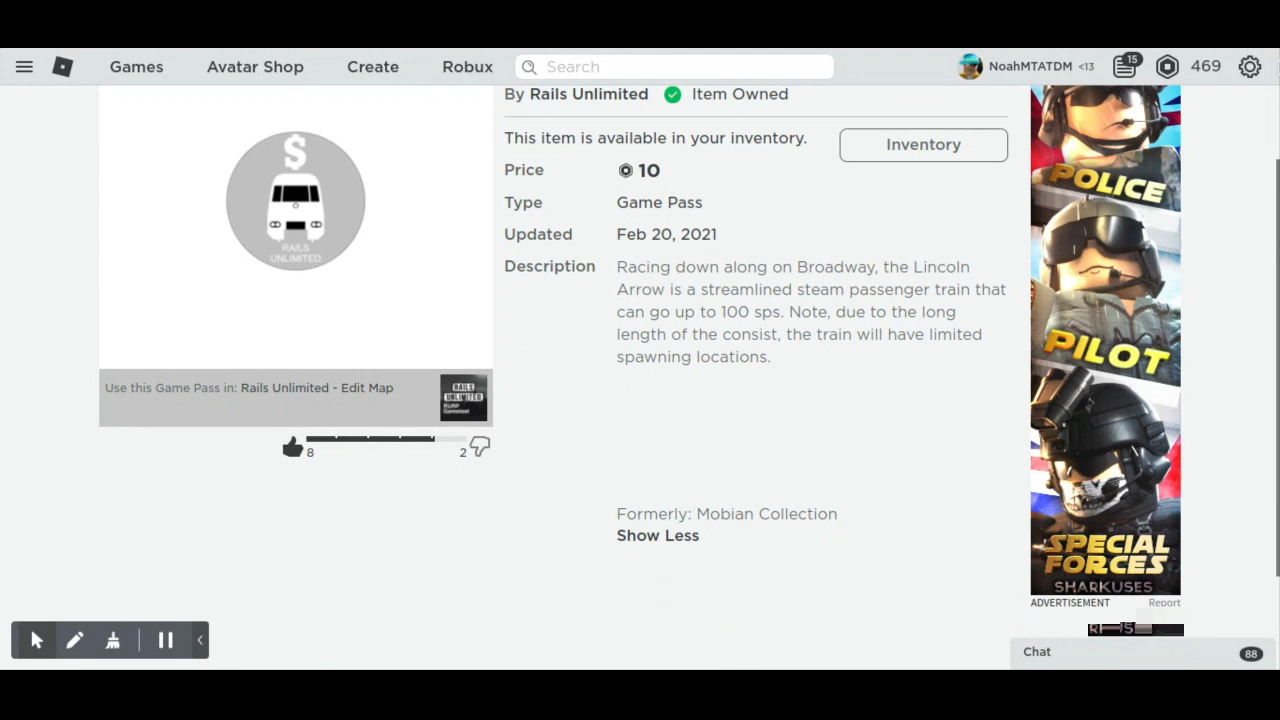 Games
Avatar Shop
Create
Robux
Search
NoahMTATDM <13
15
469
By Rails Unlimited
Item Owned
This item is available in your inventory.
Inventory
Price
10
Type
Game Pass
Updated
Feb 20, 2021
Description
Racing down along on Broadway, the Lincoln
Arrow is a streamlined steam passenger train that
can go up to 100 sps. Note, due to the long
length of the consist, the train will have limited
spawning locations.
Formerly: Mobian Collection
Show Less
$
RAILS
UNLIMITED
Use this Game Pass in: Rails Unlimited - Edit Map
RAILS
UNLIMITED
RURP
Gametest
8
2
POLICE
PILOT
SPECIAL
FORCES
SHARKUSES
ADVERTISEMENT
Report
Chat
88